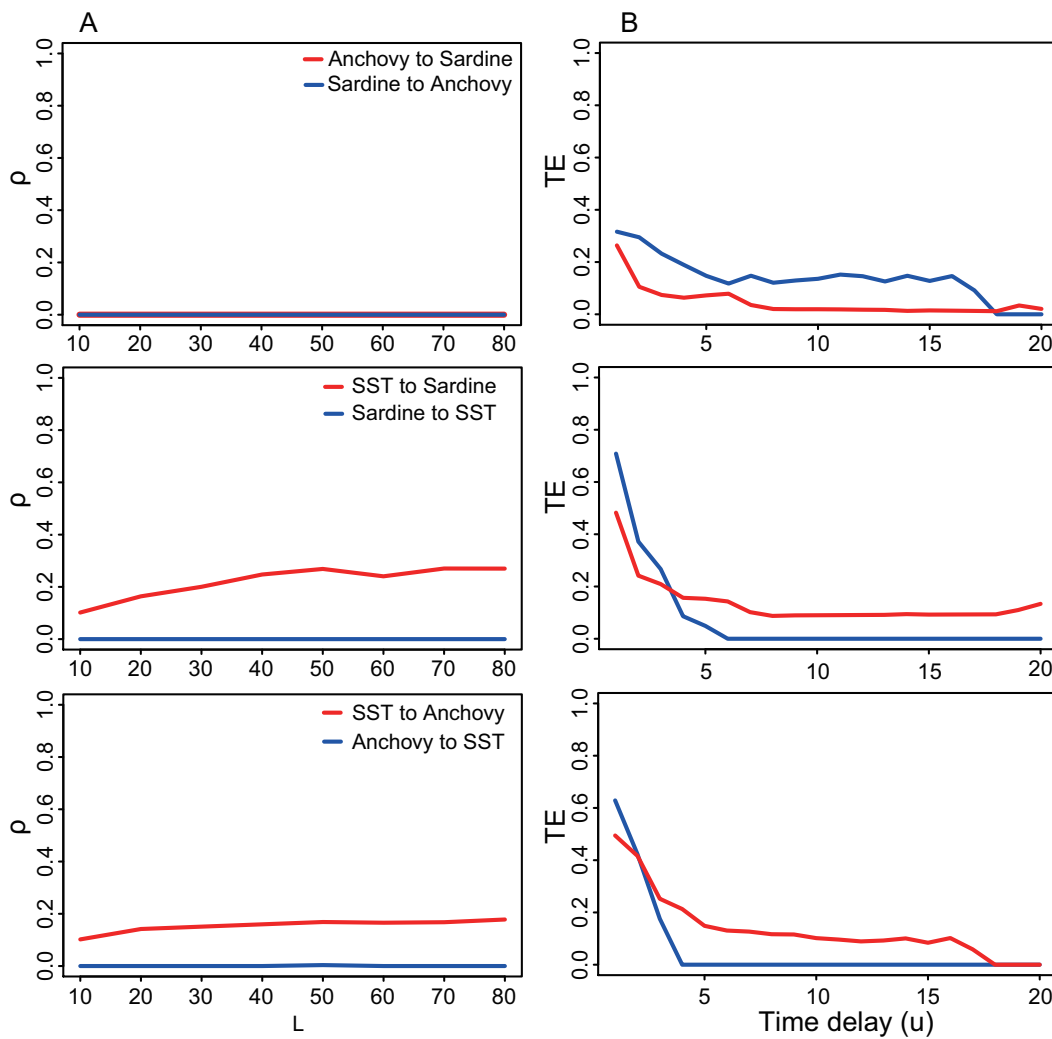 A
B
ρ
0.0 0.2 0.4 0.6 0.8 1.0
Anchovy to Sardine
Sardine to Anchovy
10 20 30 40 50 60 70 80
TE
0.0 0.2 0.4 0.6 0.8 1.0
5 10 15 20
ρ
0.0 0.2 0.4 0.6 0.8 1.0
SST to Sardine
Sardine to SST
10 20 30 40 50 60 70 80
TE
0.0 0.2 0.4 0.6 0.8 1.0
5 10 15 20
ρ
0.0 0.2 0.4 0.6 0.8 1.0
SST to Anchovy
Anchovy to SST
10 20 30 40 50 60 70 80
L
TE
0.0 0.2 0.4 0.6 0.8 1.0
5 10 15 20
Time delay (u)